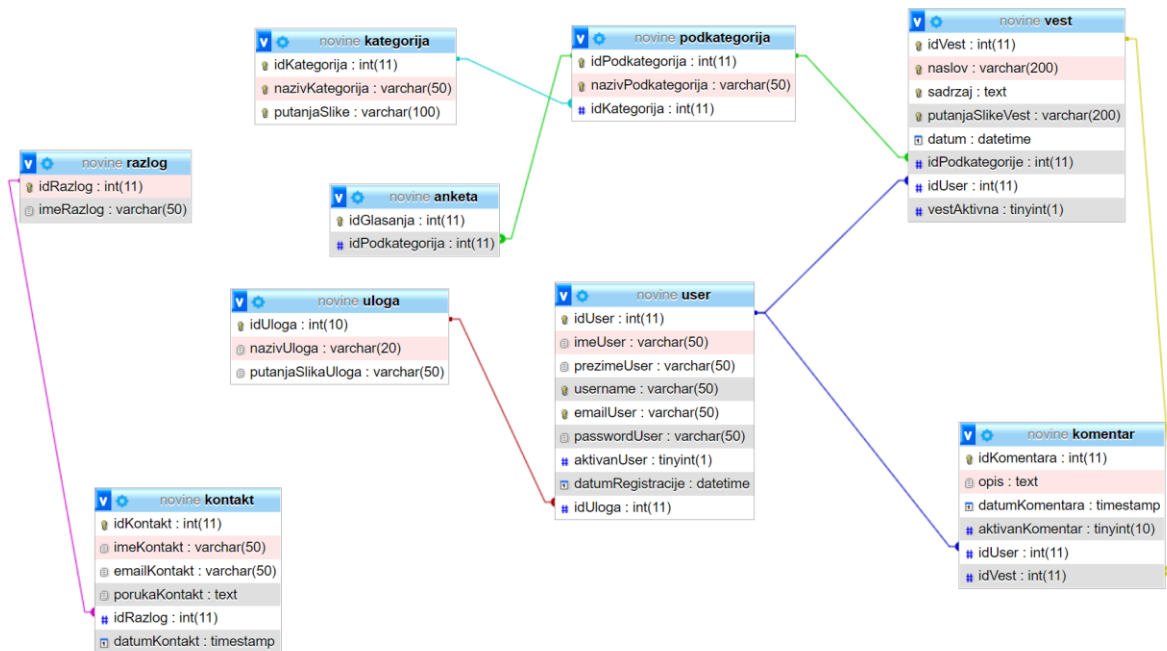 novine kategorija
idKategorija : int(11)
nazivKategorija : varchar(50)
putanjaSlike : varchar(100)
novine podkategorija
idPodkategorija : int(11)
nazivPodkategorija : varchar(50)
idKategorija : int(11)
novine vest
idVest : int(11)
naslov : varchar(200)
sadrzaj : text
putanjaSlikeVest : varchar(200)
datum : datetime
idPodkategorije : int(11)
idUser : int(11)
vestAktivna : tinyint(1)
novine razlog
idRazlog : int(11)
imeRazlog : varchar(50)
novine anketa
idGlasanja : int(11)
idPodkategorija : int(11)
novine uloga
idUloga : int(10)
nazivUloga : varchar(20)
putanjaSlikaUloga : varchar(50)
novine user
idUser : int(11)
imeUser : varchar(50)
prezimeUser : varchar(50)
username : varchar(50)
emailUser : varchar(50)
passwordUser : varchar(50)
aktivanUser : tinyint(1)
datumRegistracije : datetime
idUloga : int(11)
novine komentar
idKomentara : int(11)
opis : text
datumKomentara : timestamp
aktivanKomentar : tinyint(10)
idUser : int(11)
idVest : int(11)
novine kontakt
idKontakt : int(11)
imeKontakt : varchar(50)
emailKontakt : varchar(50)
porukaKontakt : text
idRazlog : int(11)
datumKontakt : timestamp